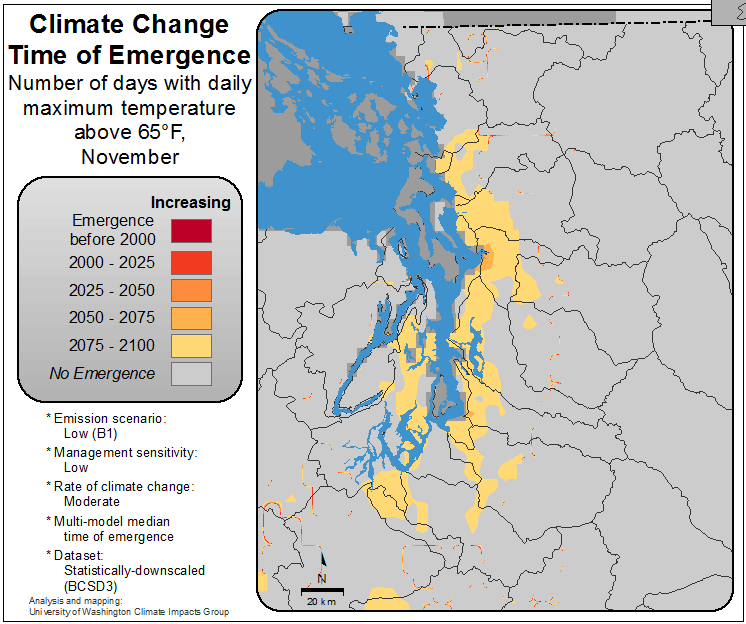 Climate Change
Time of Emergence
Number of days with daily
maximum temperature
above 65°F,
November
Increasing
Emergence
before 2000
2000 - 2025
2025 - 2050
2050 - 2075
2075 - 2100
No Emergence
* Emission scenario:
Low (B1)
* Management sensitivity:
Low
* Rate of climate change:
Moderate
* Multi-model median
time of emergence
* Dataset:
Statistically-downscaled
(BCSD3)
Analysis and mapping:
University of Washington Climate Impacts Group
N
20 km